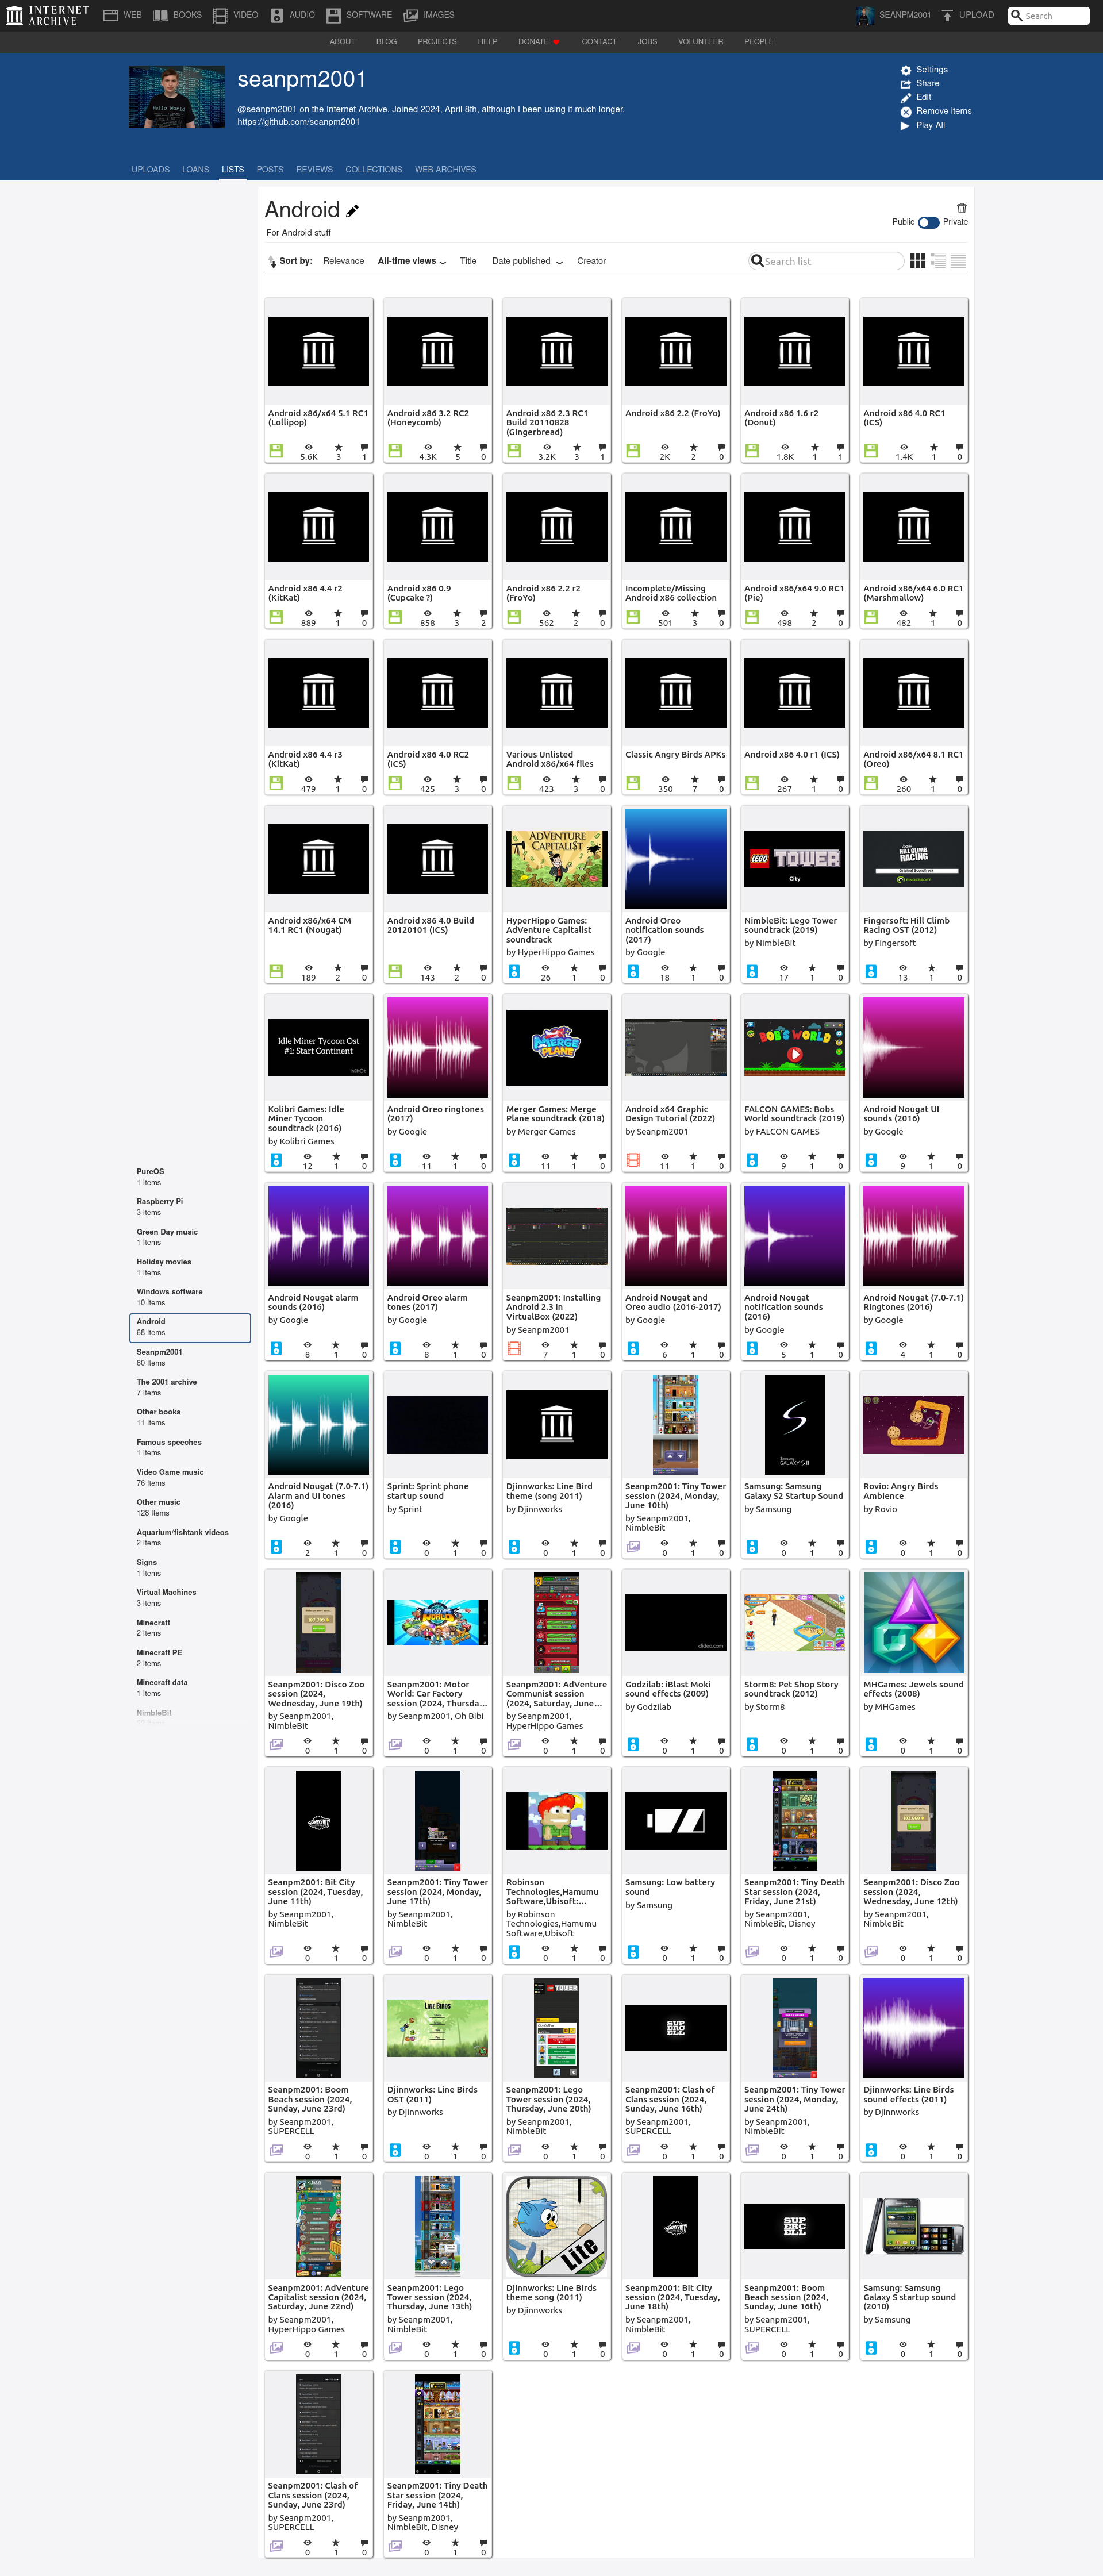 INTERNET
ARCHIVE
WEB
BOOKS
VIDEO
AUDIO
SOFTWARE
IMAGES
SEANPM2001
UPLOAD
Search
ABOUT
BLOG
PROJECTS
HELP
DONATE
CONTACT
JOBS
VOLUNTEER
PEOPLE
seanpm2001
@seanpm2001 on the Internet Archive. Joined 2024, April 8th, although I been using it much longer.
https://github.com/seanpm2001
Settings
Share
Edit
Remove items
Play All
UPLOADS
LOANS
LISTS
POSTS
REVIEWS
COLLECTIONS
WEB ARCHIVES
Android
For Android stuff
Public
Private
Sort by:
Relevance
All-time views
Title
Date published
Creator
Search list
Android x86/x64 5.1 RC1
(Lollipop)
5.6K 3 1
Android x86 3.2 RC2
(Honeycomb)
4.3K 5 0
Android x86 2.3 RC1
Build 20110828
(Gingerbread)
3.2K 3 1
Android x86 2.2 (FroYo)
2K 2 0
Android x86 1.6 r2
(Donut)
1.8K 1 1
Android x86 4.0 RC1
(ICS)
1.4K 1 0
Android x86 4.4 r2
(KitKat)
889 1 0
Android x86 0.9
(Cupcake ?)
858 3 2
Android x86 2.2 r2
(FroYo)
562 2 0
Incomplete/Missing
Android x86 collection
501 3 0
Android x86/x64 9.0 RC1
(Pie)
498 2 0
Android x86/x64 6.0 RC1
(Marshmallow)
482 1 0
Android x86 4.4 r3
(KitKat)
479 1 0
Android x86 4.0 RC2
(ICS)
425 3 0
Various Unlisted
Android x86/x64 files
423 3 0
Classic Angry Birds APKs
350 7 0
Android x86 4.0 r1 (ICS)
267 1 0
Android x86/x64 8.1 RC1
(Oreo)
260 1 0
Android x86/x64 CM
14.1 RC1 (Nougat)
189 2 0
Android x86 4.0 Build
20120101 (ICS)
143 2 0
ADVENTURE
CAPITALI$T
HyperHippo Games:
AdVenture Capitalist
soundtrack
by HyperHippo Games
26 1 0
Android Oreo
notification sounds
(2017)
by Google
18 1 0
LEGO TOWER
City
NimbleBit: Lego Tower
soundtrack (2019)
by NimbleBit
17 1 0
HILL CLIMB
RACING
Original Soundtrack
FINGERSOFT
Fingersoft: Hill Climb
Racing OST (2012)
by Fingersoft
13 1 0
Idle Miner Tycoon Ost
#1: Start Continent
Kolibri Games: Idle
Miner Tycoon
soundtrack (2016)
by Kolibri Games
12 1 0
Android Oreo ringtones
(2017)
by Google
11 1 0
MERGE
PLANE
Merger Games: Merge
Plane soundtrack (2018)
by Merger Games
11 1 0
Android x64 Graphic
Design Tutorial (2022)
by Seanpm2001
11 1 0
BOB'S WORLD
FALCON GAMES: Bobs
World soundtrack (2019)
by FALCON GAMES
9 1 0
Android Nougat UI
sounds (2016)
by Google
9 1 0
Android Nougat alarm
sounds (2016)
by Google
8 1 0
Android Oreo alarm
tones (2017)
by Google
8 1 0
Seanpm2001: Installing
Android 2.3 in
VirtualBox (2022)
by Seanpm2001
7 1 0
Android Nougat and
Oreo audio (2016-2017)
by Google
6 1 0
Android Nougat
notification sounds
(2016)
by Google
5 1 0
Android Nougat (7.0-7.1)
Ringtones (2016)
by Google
4 1 0
PureOS
1 Items
Raspberry Pi
3 Items
Green Day music
1 Items
Holiday movies
1 Items
Windows software
10 Items
Android
68 Items
Seanpm2001
60 Items
The 2001 archive
7 Items
Other books
11 Items
Famous speeches
1 Items
Video Game music
76 Items
Other music
128 Items
Aquarium/fishtank videos
2 Items
Signs
1 Items
Virtual Machines
3 Items
Minecraft
2 Items
Minecraft PE
2 Items
Minecraft data
1 Items
NimbleBit
Android Nougat (7.0-7.1)
Alarm and UI tones
(2016)
by Google
2 1 0
Sprint: Sprint phone
startup sound
by Sprint
0 1 0
Djinnworks: Line Bird
theme (song 2011)
by Djinnworks
0 1 0
Seanpm2001: Tiny Tower
session (2024, Monday,
June 10th)
by Seanpm2001,
NimbleBit
0 1 0
Samsung
GALAXY S II
Samsung: Samsung
Galaxy S2 Startup Sound
by Samsung
0 1 0
Rovio: Angry Birds
Ambience
by Rovio
0 1 0
Seanpm2001: Disco Zoo
session (2024,
Wednesday, June 19th)
by Seanpm2001,
NimbleBit
0 1 0
Seanpm2001: Motor
World: Car Factory
session (2024, Thursda…
by Seanpm2001, Oh Bibi
0 1 0
Seanpm2001: AdVenture
Communist session
(2024, Saturday, June…
by Seanpm2001,
HyperHippo Games
0 1 0
clideo.com
Godzilab: iBlast Moki
sound effects (2009)
by Godzilab
0 1 0
Storm8: Pet Shop Story
soundtrack (2012)
by Storm8
0 1 0
MHGames: Jewels sound
effects (2008)
by MHGames
0 1 0
Seanpm2001: Bit City
session (2024, Tuesday,
June 11th)
by Seanpm2001,
NimbleBit
0 1 0
Seanpm2001: Tiny Tower
session (2024, Monday,
June 17th)
by Seanpm2001,
NimbleBit
0 1 0
Robinson
Technologies,Hamumu
Software,Ubisoft:…
by Robinson
Technologies,Hamumu
Software,Ubisoft
0 1 0
Samsung: Low battery
sound
by Samsung
0 1 0
Seanpm2001: Tiny Death
Star session (2024,
Friday, June 21st)
by Seanpm2001,
NimbleBit, Disney
0 1 0
Seanpm2001: Disco Zoo
session (2024,
Wednesday, June 12th)
by Seanpm2001,
NimbleBit
0 1 0
Seanpm2001: Boom
Beach session (2024,
Sunday, June 23rd)
by Seanpm2001,
SUPERCELL
0 1 0
LINE BIRDS
Djinnworks: Line Birds
OST (2011)
by Djinnworks
0 1 0
LEGO TOWER
Seanpm2001: Lego
Tower session (2024,
Thursday, June 20th)
by Seanpm2001,
NimbleBit
0 1 0
SUP
ERC
ELL
Seanpm2001: Clash of
Clans session (2024,
Sunday, June 16th)
by Seanpm2001,
SUPERCELL
0 1 0
Seanpm2001: Tiny Tower
session (2024, Monday,
June 24th)
by Seanpm2001,
NimbleBit
0 1 0
Djinnworks: Line Birds
sound effects (2011)
by Djinnworks
0 1 0
Seanpm2001: AdVenture
Capitalist session (2024,
Saturday, June 22nd)
by Seanpm2001,
HyperHippo Games
0 1 0
Seanpm2001: Lego
Tower session (2024,
Thursday, June 13th)
by Seanpm2001,
NimbleBit
0 1 0
Lite
Djinnworks: Line Birds
theme song (2011)
by Djinnworks
0 1 0
Seanpm2001: Bit City
session (2024, Tuesday,
June 18th)
by Seanpm2001,
NimbleBit
0 1 0
SUP
ERC
ELL
Seanpm2001: Boom
Beach session (2024,
Sunday, June 16th)
by Seanpm2001,
SUPERCELL
0 1 0
Samsung: Samsung
Galaxy S startup sound
(2010)
by Samsung
0 1 0
Seanpm2001: Clash of
Clans session (2024,
Sunday, June 23rd)
by Seanpm2001,
SUPERCELL
0 1 0
Seanpm2001: Tiny Death
Star session (2024,
Friday, June 14th)
by Seanpm2001,
NimbleBit, Disney
0 1 0